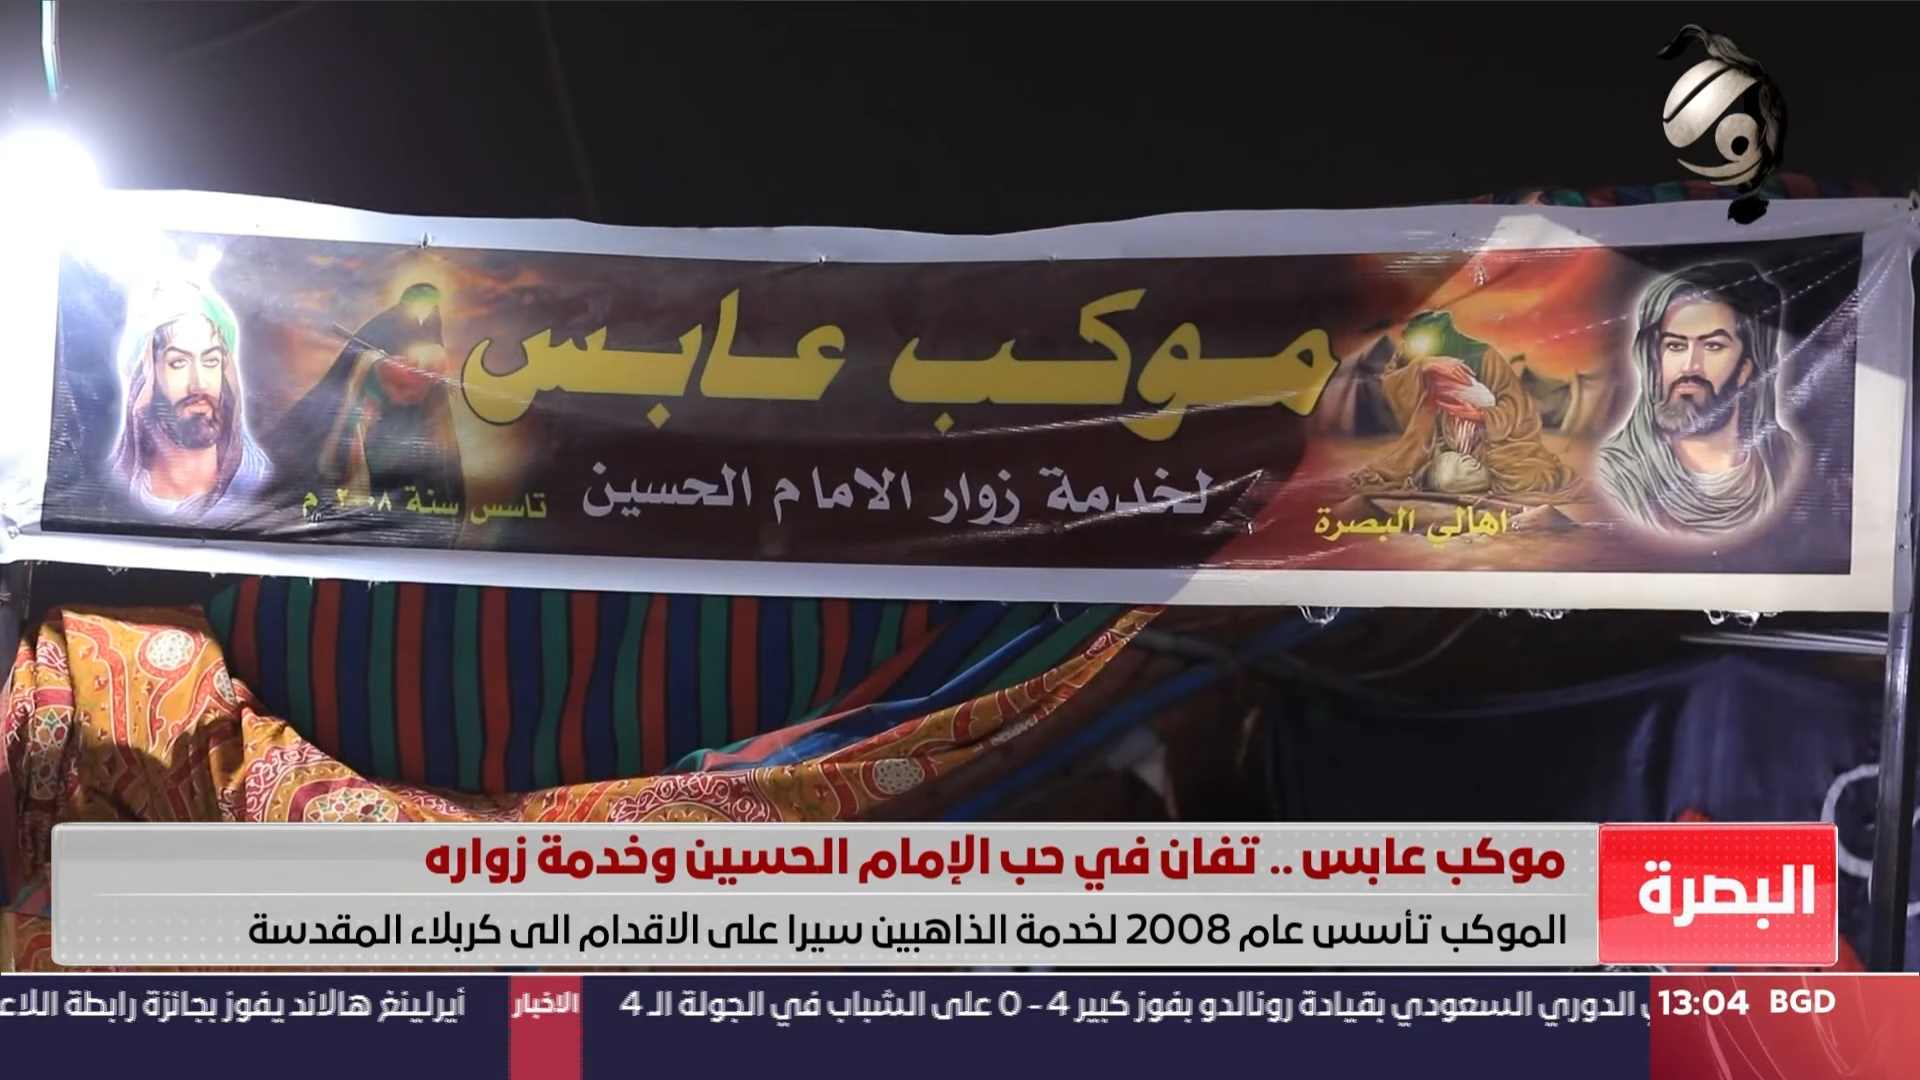 موكب عابس
لخدمة زوار الامام الحسين
اهالي البصرة
تاسس سنة ٢٠٠٨ م
البصرة
موكب عابس .. تفان في حب الإمام الحسين وخدمة زواره
الموكب تأسس عام 2008 لخدمة الذاهبين سيرا على الاقدام الى كربلاء المقدسة
13:04 BGD
الدوري السعودي بقيادة رونالدو يفوز كبير 4 - 0 على الشباب في الجولة الـ 4
الاخبار
أيرلينغ هالاند يفوز بجائزة رابطة